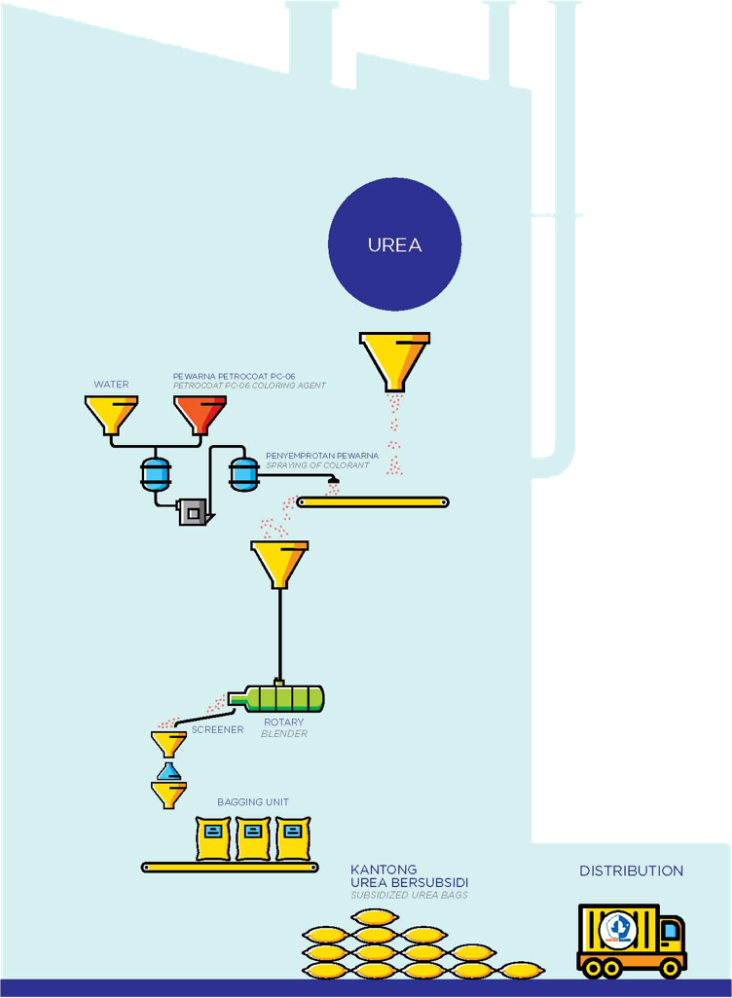 UREA
WATER
PEWARNA PETROCOAT PC-06
PETROCOAT PC-06 COLORING AGENT
PENYEMPROTAN PEWARNA
SPRAYING OF COLORANT
SCREENER
ROTARY
BLENDER
BAGGING UNIT
KANTONG
UREA BERSUBSIDI
SUBSIDIZED UREA BAGS
DISTRIBUTION